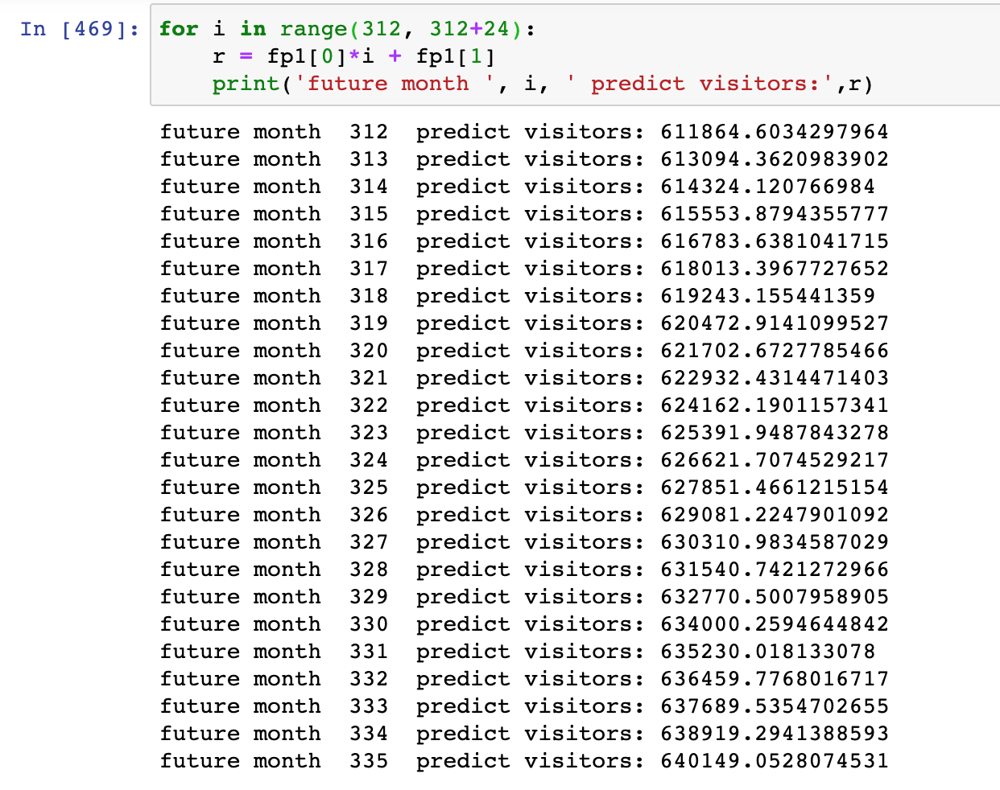 In [469]: for i in range(312, 312+24):
    r = fp1[0]*i + fp1[1]
    print('future month ', i, ' predict visitors:',r)
future month  312  predict visitors: 611864.6034297964
future month  313  predict visitors: 613094.3620983902
future month  314  predict visitors: 614324.120766984
future month  315  predict visitors: 615553.8794355777
future month  316  predict visitors: 616783.6381041715
future month  317  predict visitors: 618013.3967727652
future month  318  predict visitors: 619243.155441359
future month  319  predict visitors: 620472.9141099527
future month  320  predict visitors: 621702.6727785466
future month  321  predict visitors: 622932.4314471403
future month  322  predict visitors: 624162.1901157341
future month  323  predict visitors: 625391.9487843278
future month  324  predict visitors: 626621.7074529217
future month  325  predict visitors: 627851.4661215154
future month  326  predict visitors: 629081.2247901092
future month  327  predict visitors: 630310.9834587029
future month  328  predict visitors: 631540.7421272966
future month  329  predict visitors: 632770.5007958905
future month  330  predict visitors: 634000.2594644842
future month  331  predict visitors: 635230.018133078
future month  332  predict visitors: 636459.7768016717
future month  333  predict visitors: 637689.5354702655
future month  334  predict visitors: 638919.2941388593
future month  335  predict visitors: 640149.0528074531